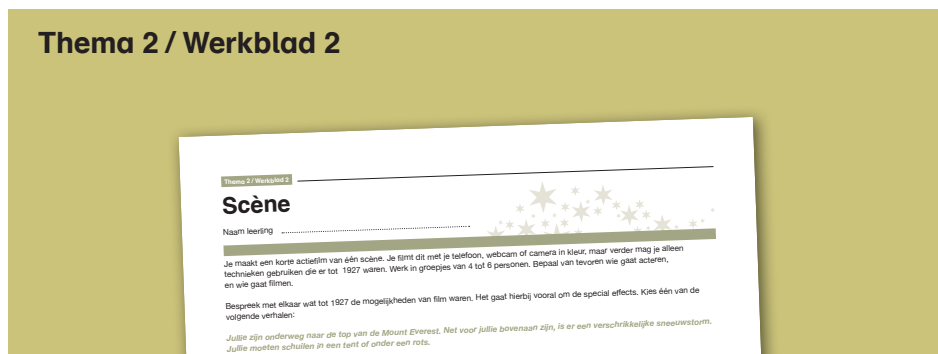 Thema 2 / Werkblad 2
Thema 2 / Werkblad 2
Scène
Naam leerling
Je maakt een korte actiefilm van één scène. Je filmt dit met je telefoon, webcam of camera in kleur, maar verder mag je alleen
technieken gebruiken die er tot 1927 waren. Werk in groepjes van 4 tot 6 personen. Bepaal van tevoren wie gaat acteren,
en wie gaat filmen.
Bespreek met elkaar wat tot 1927 de mogelijkheden van film waren. Het gaat hierbij vooral om de special effects. Kies één van de
volgende verhalen:
Jullie zijn onderweg naar de top van de Mount Everest. Net voor jullie bovenaan zijn, is er een verschrikkelijke sneeuwstorm.
Jullie moeten schuilen in een tent of onder een rots.